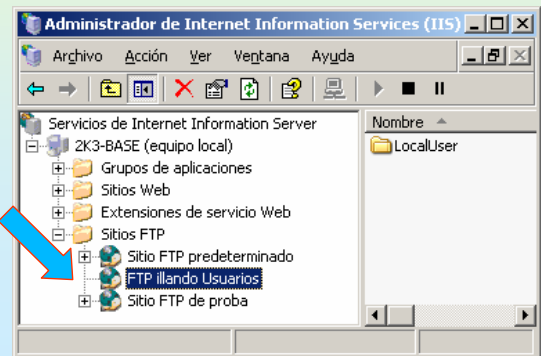 Administrador de Internet Information Services (IIS)
Archivo Acción Ver Ventana Ayuda
Servicios de Internet Information Server
2K3-BASE (equipo local)
Grupos de aplicaciones
Sitios Web
Extensiones de servicio Web
Sitios FTP
Sitio FTP predeterminado
FTP illando Usuarios
Sitio FTP de proba
Nombre
LocalUser